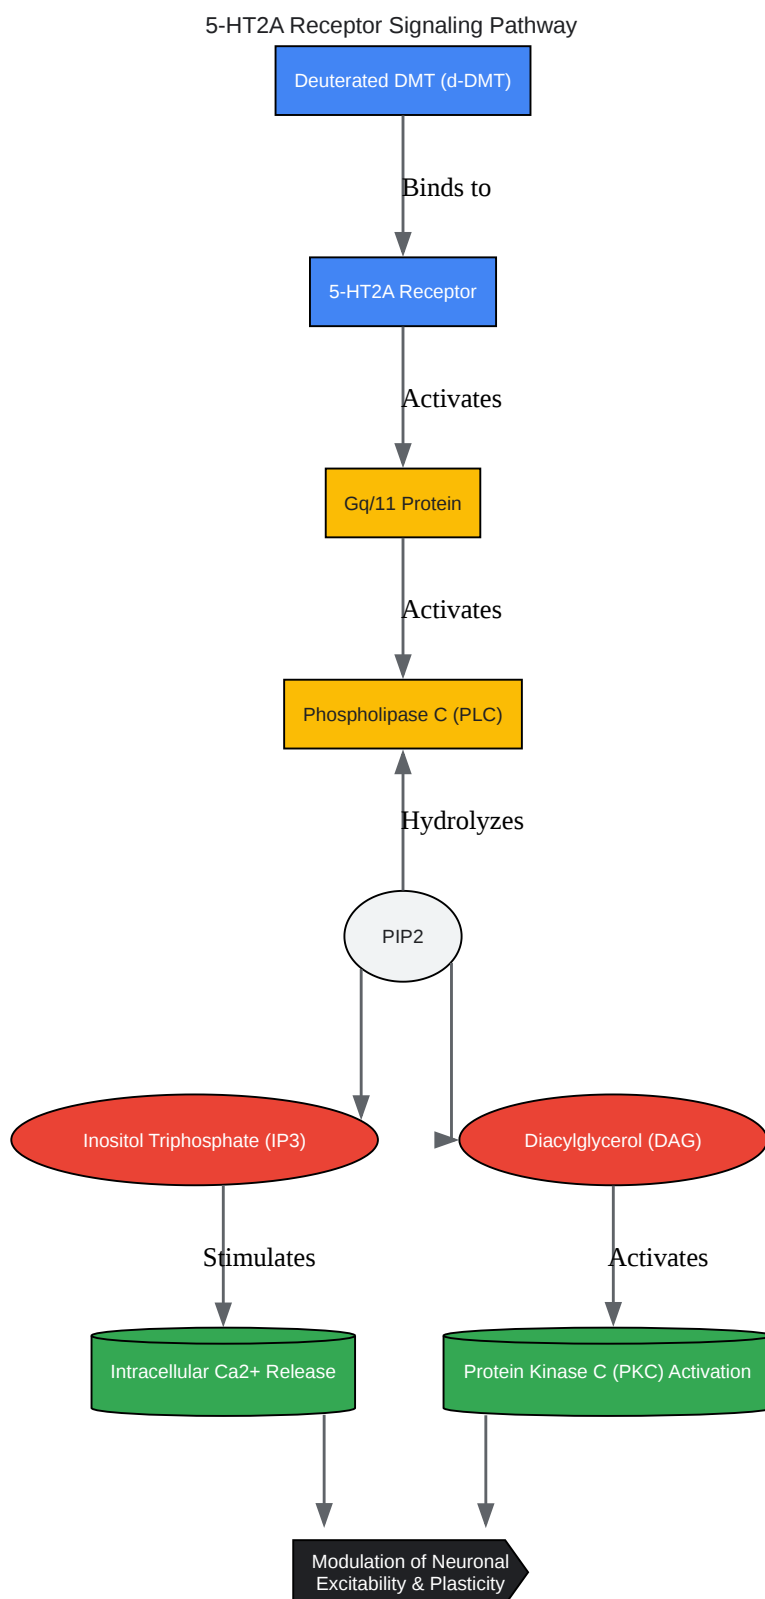 5-HT2A Receptor Signaling Pathway
Deuterated DMT (d-DMT)
Binds to
5-HT2A Receptor
Activates
Gq/11 Protein
Activates
Phospholipase C (PLC)
Hydrolyzes
PIP2
Inositol Triphosphate (IP3)
Diacylglycerol (DAG)
Stimulates
Activates
Intracellular Ca2+ Release
Protein Kinase C (PKC) Activation
Modulation of Neuronal
Excitability & Plasticity